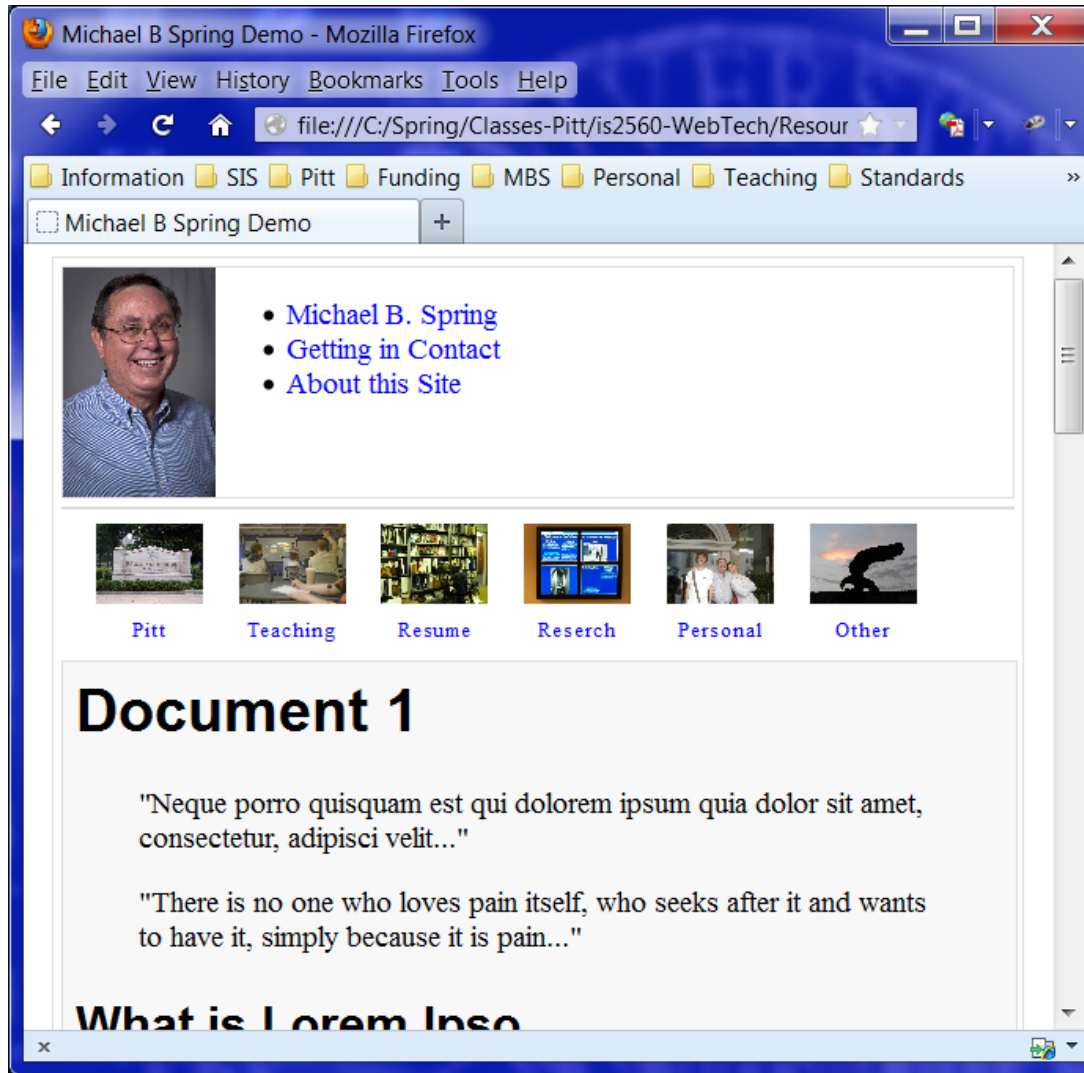 Michael B Spring Demo - Mozilla Firefox
File Edit View History Bookmarks Tools Help
file:///C:/Spring/Classes-Pitt/is2560-WebTech/Resour
Information SIS Pitt Funding MBS Personal Teaching Standards »
Michael B Spring Demo +
• Michael B. Spring
• Getting in Contact
• About this Site
Pitt Teaching Resume Reserch Personal Other
Document 1
"Neque porro quisquam est qui dolorem ipsum quia dolor sit amet,
consectetur, adipisci velit..."
"There is no one who loves pain itself, who seeks after it and wants
to have it, simply because it is pain..."
What is Lorem Ipso